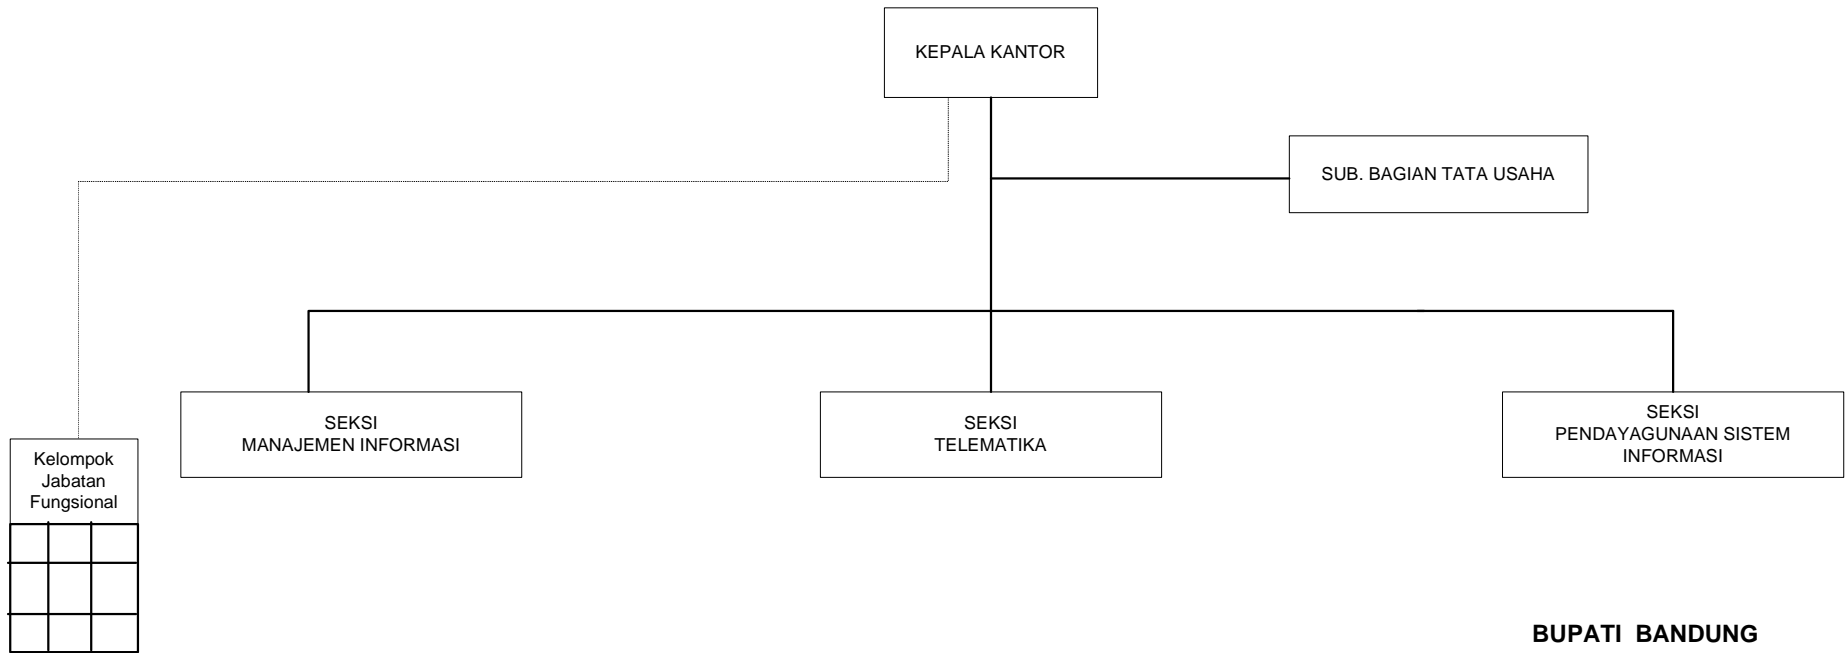 KEPALA KANTOR
SUB. BAGIAN TATA USAHA
SEKSI
MANAJEMEN INFORMASI
SEKSI
TELEMATIKA
SEKSI
PENDAYAGUNAAN SISTEM
INFORMASI
Kelompok
Jabatan
Fungsional
BUPATI BANDUNG